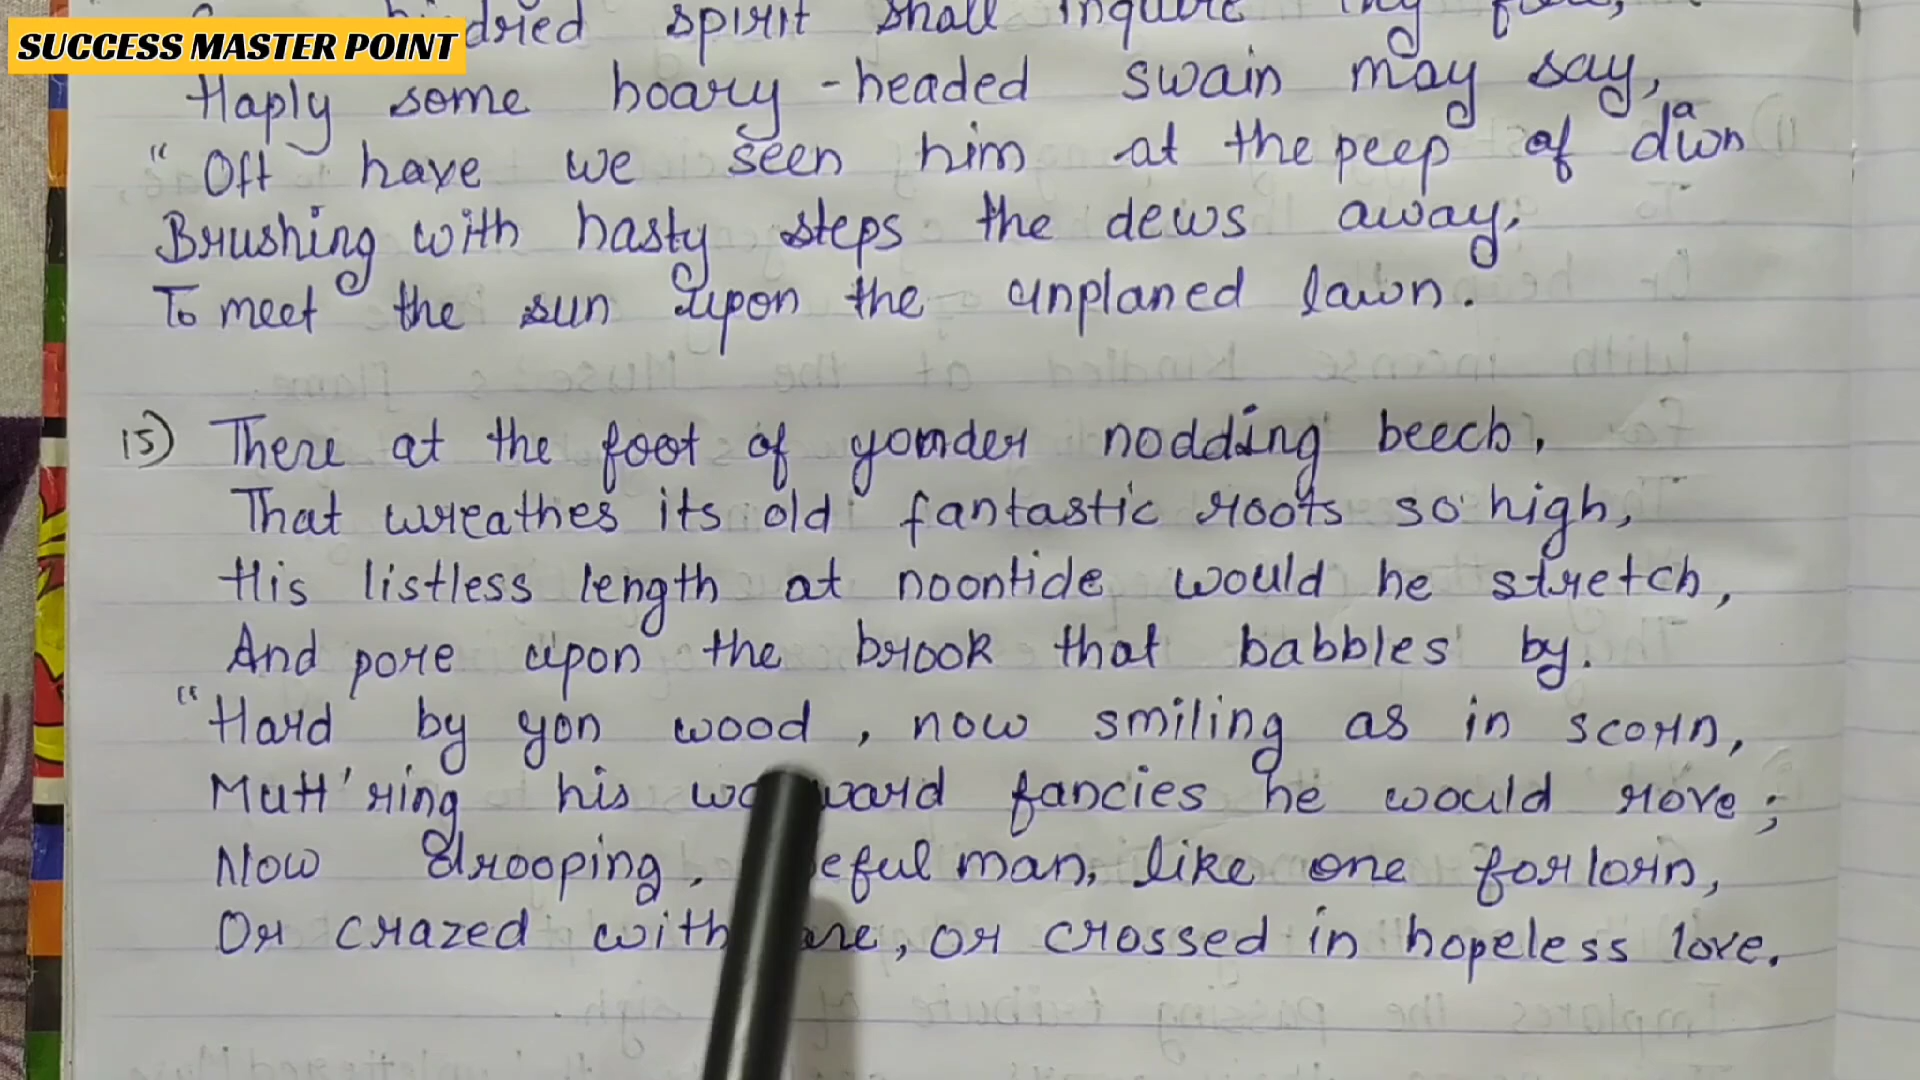 SUCCESS MASTER POINT
spirit shall inquire
Haply some hoary-headed swain may say,
"Oft have we seen him at the peep of dawn
Brushing with hasty steps the dews away,
To meet the sun upon the unplaned lawn.
15) There at the foot of yonder nodding beech,
That wreathes its old fantastic roots so high,
His listless length at noontide would he stretch,
And pore upon the brook that babbles by.
"Hard by yon wood, now smiling as in scorn,
Mutt'ring his fancies he would rove;
Now drooping, man, like one forlorn,
Or crazed with, or crossed in hopeless love.